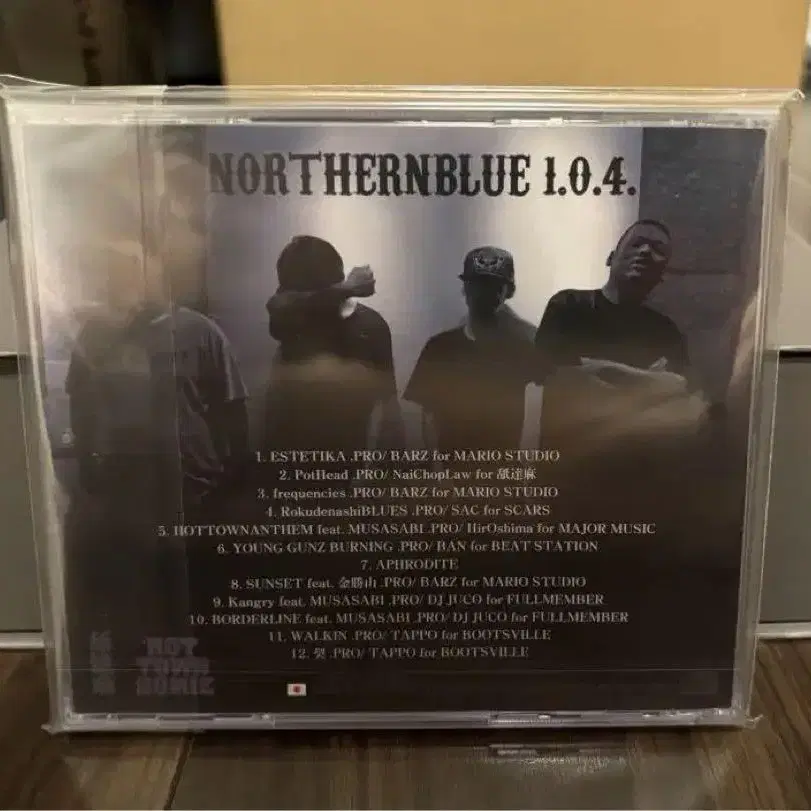 NORTHERNBLUE 1.0.4.
1. ESTETIKA .PRO/ BARZ for MARIO STUDIO
2. PotHead .PRO/ NaiChopLaw for 舐達麻
3. frequencies .PRO/ BARZ for MARIO STUDIO
4. RokudenashiBLUES .PRO/ SAC for SCARS
5. HOTTOWNANTHEM feat. MUSASABI .PRO/ HirOshima for MAJOR MUSIC
6. YOUNG GUNZ BURNING .PRO/ BAN for BEAT STATION
7. APHRODITE
8. SUNSET feat. 金勝山 .PRO/ BARZ for MARIO STUDIO
9. Kangry feat. MUSASABI .PRO/ DJ JUCO for FULLMEMBER
10. BORDERLINE feat. MUSASABI .PRO/ DJ JUCO for FULLMEMBER
11. WALKIN .PRO/ TAPPO for BOOTSVILLE
12. 契 .PRO/ TAPPO for BOOTSVILLE
HOT
TOWN